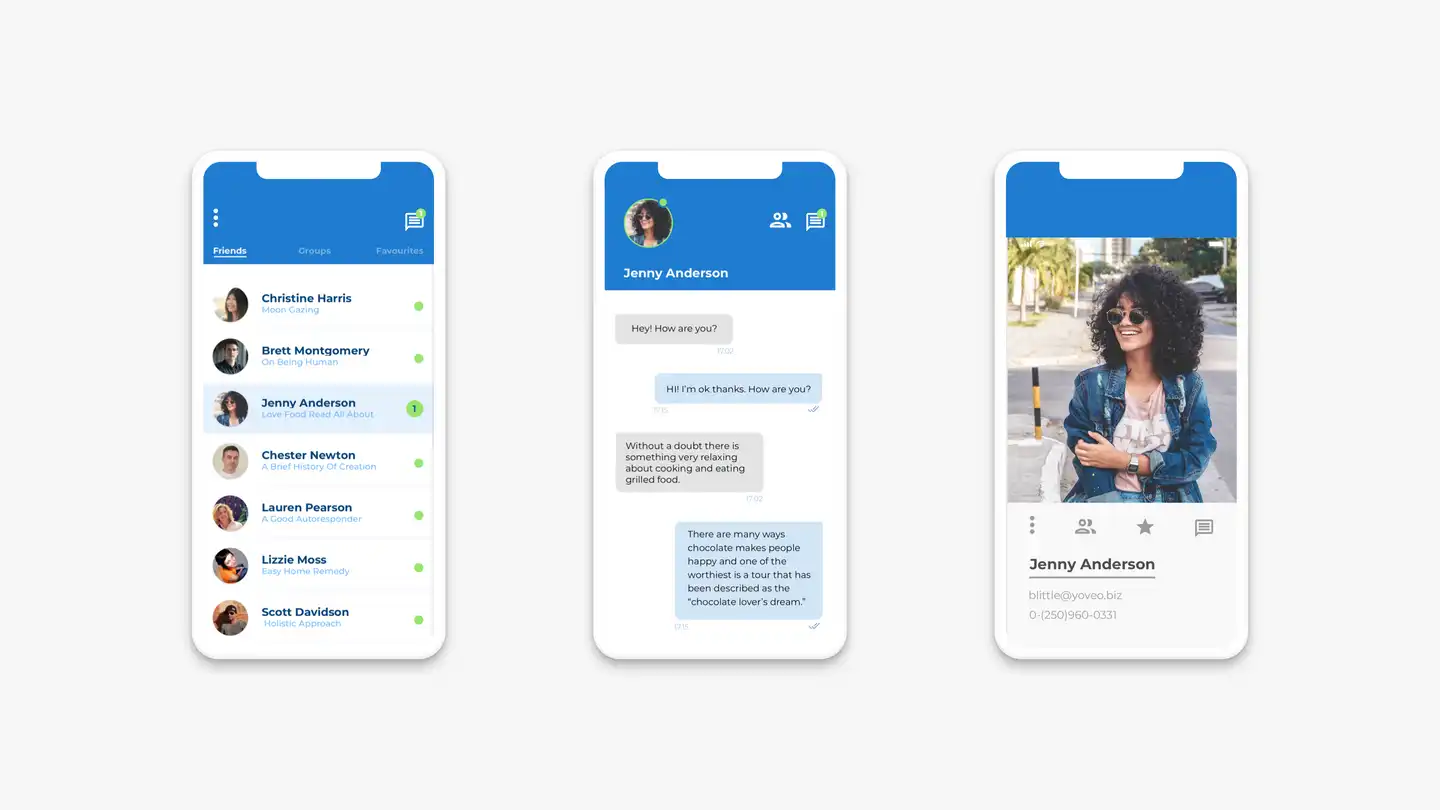 1
Friends
Groups
Favourites
Christine Harris
Moon Gazing
Brett Montgomery
On Being Human
Jenny Anderson
Love Food Read All About
1
Chester Newton
A Brief History Of Creation
Lauren Pearson
A Good Autoresponder
Lizzie Moss
Easy Home Remedy
Scott Davidson
Holistic Approach
1
Jenny Anderson
Hey! How are you?
17:02
HI! I'm ok thanks. How are you?
17:15
Without a doubt there is
something very relaxing
about cooking and eating
grilled food.
17:02
There are many ways
chocolate makes people
happy and one of the
worthiest is a tour that has
been described as the
“chocolate lover's dream.”
17:15
Jenny Anderson
blittle@yoveo.biz
0-(250)960-0331